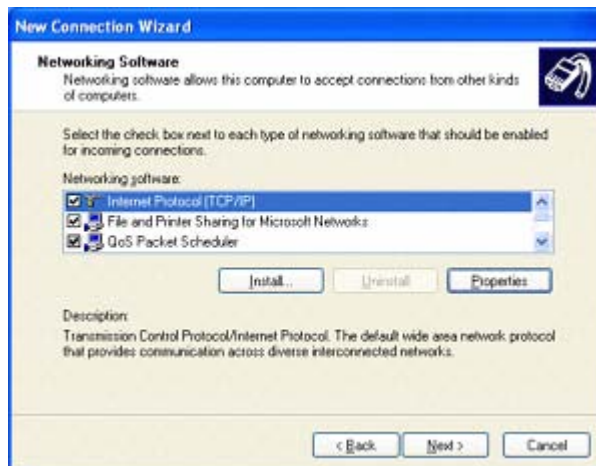 New Connection Wizard
Networking Software
Networking software allows this computer to accept connections from other kinds
of computers.
Select the check box next to each type of networking software that should be enabled
for incoming connections.
Networking software:
Internet Protocol (TCP/IP)
File and Printer Sharing for Microsoft Networks
QoS Packet Scheduler
Install... Uninstall Properties
Description:
Transmission Control Protocol/Internet Protocol. The default wide area network protocol
that provides communication across diverse interconnected networks.
< Back Next > Cancel